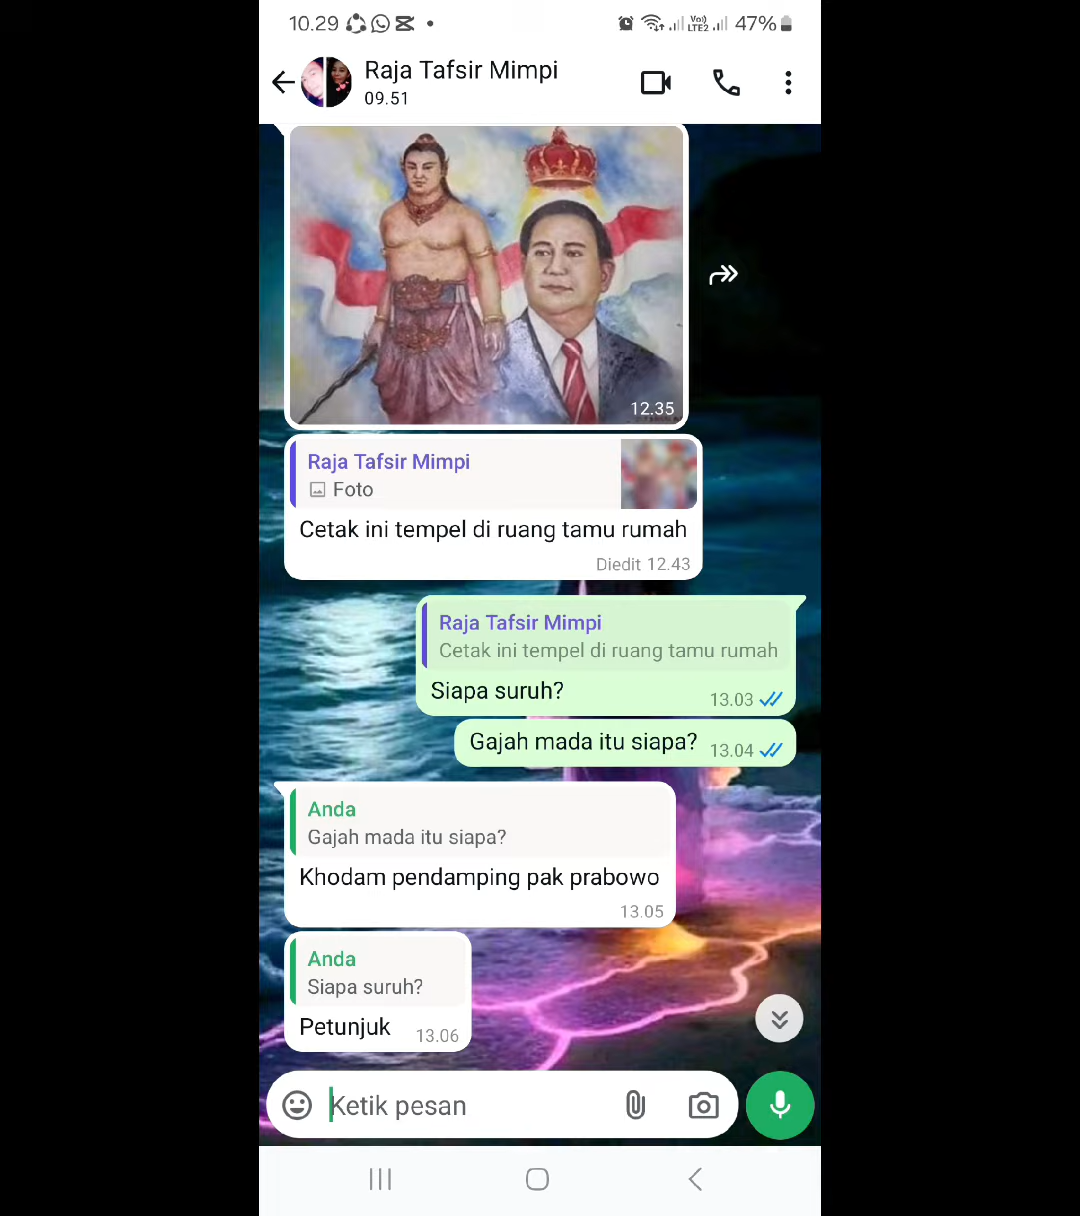 10.29
Vo))
LTE2
47%
Raja Tafsir Mimpi
09.51
12.35
Raja Tafsir Mimpi
Foto
Cetak ini tempel di ruang tamu rumah
Diedit 12.43
Raja Tafsir Mimpi
Cetak ini tempel di ruang tamu rumah
Siapa suruh?
13.03
Gajah mada itu siapa?
13.04
Anda
Gajah mada itu siapa?
Khodam pendamping pak prabowo
13.05
Anda
Siapa suruh?
Petunjuk
13.06
Ketik pesan